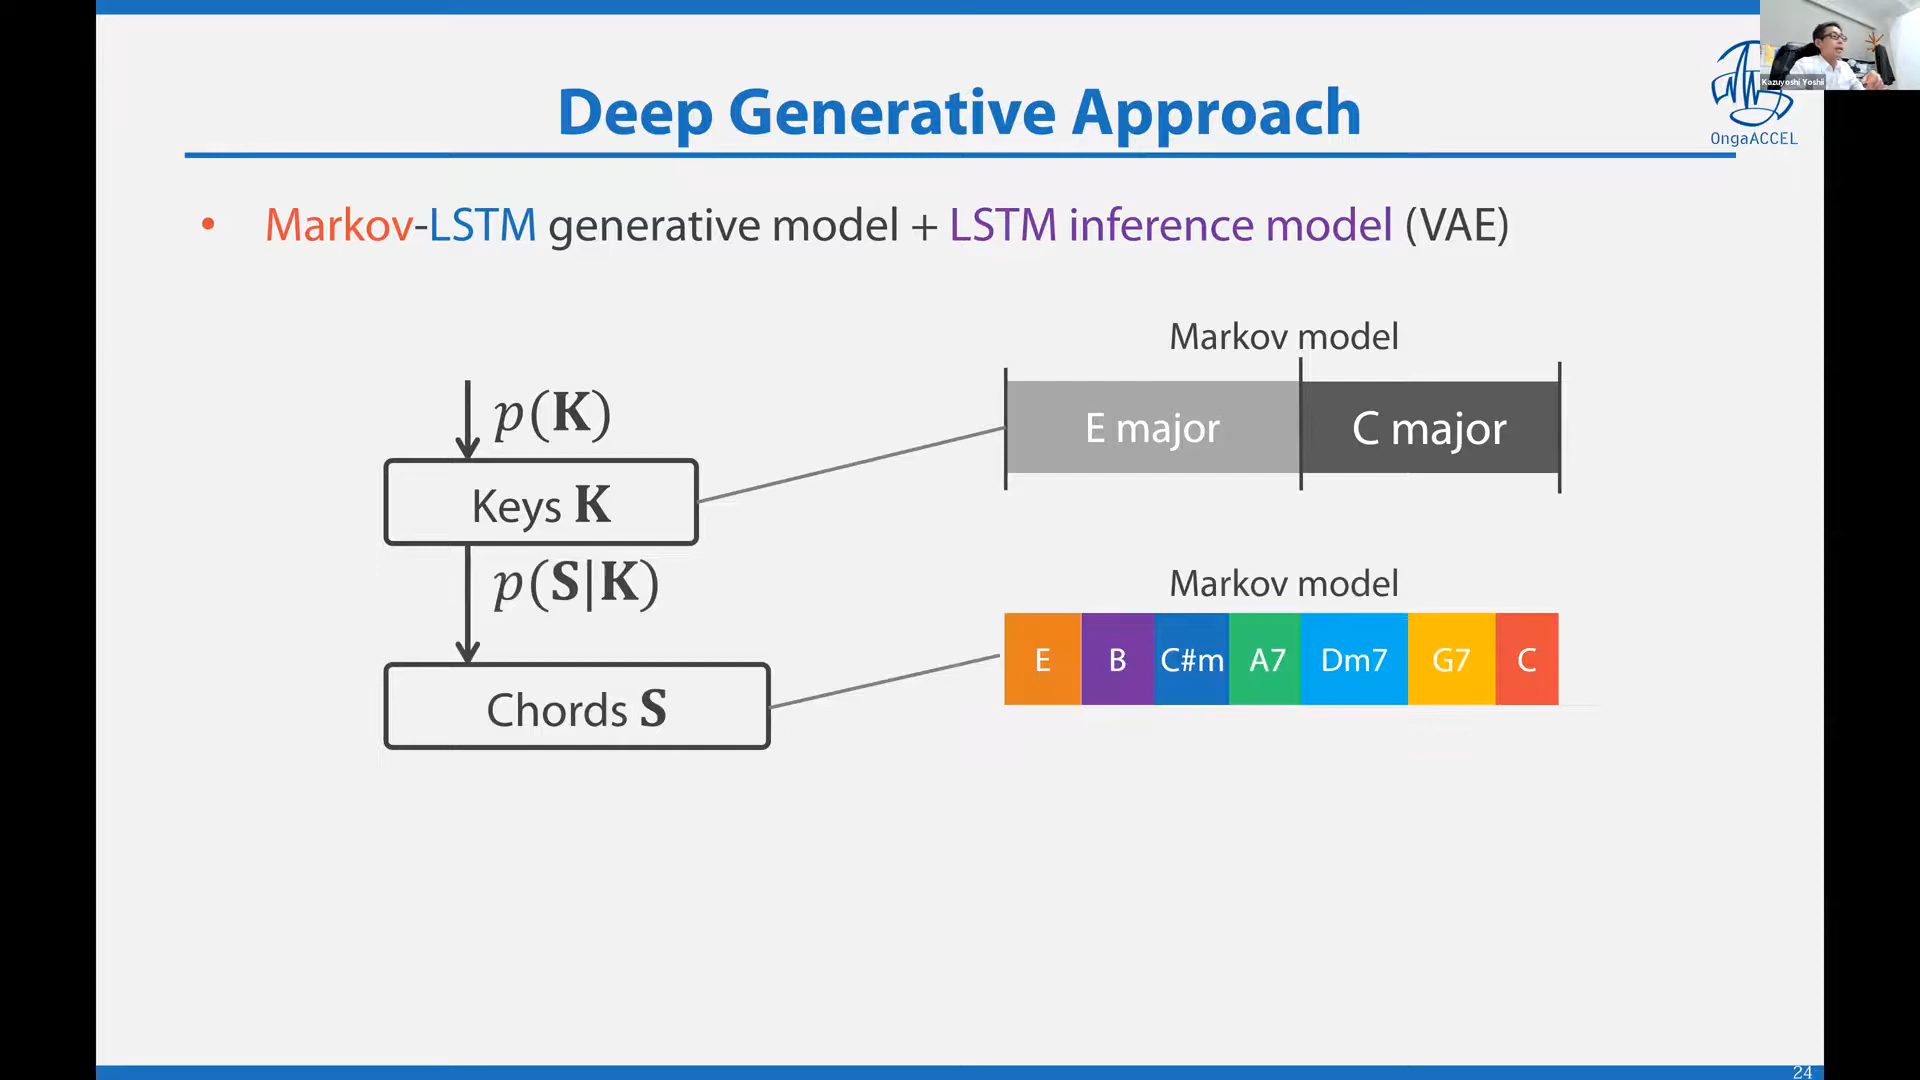 Deep Generative Approach
Kazuyoshi Yoshii
OngaACCEL
• Markov-LSTM generative model + LSTM inference model (VAE)
Markov model
p(K)
E major
C major
Keys K
p(S|K)
Markov model
E
B
C#m
A7
Dm7
G7
C
Chords S
24